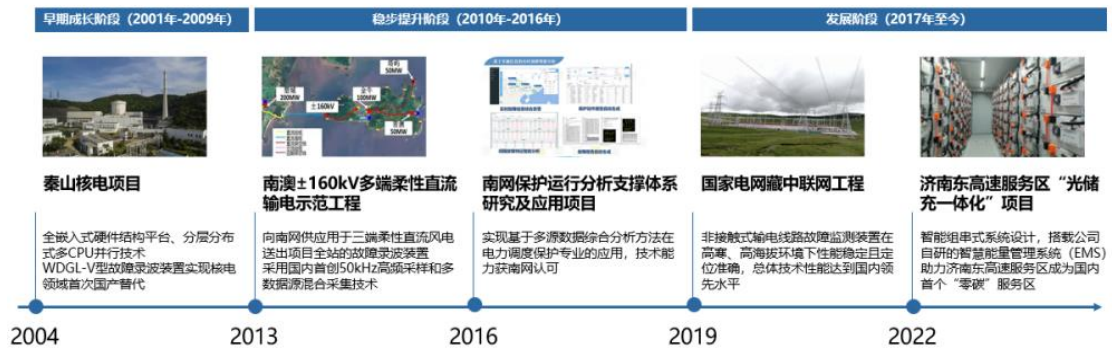 早期成长阶段（2001年-2009年）
稳步提升阶段（2010年-2016年）
发展阶段（2017年至今）
200MW
±160kV
100MW
50MW
50MW
秦山核电项目
全嵌入式硬件结构平台、分层分布
式多CPU并行技术
WDGL-V型故障录波装置实现核电
领域首次国产替代
南澳±160kV多端柔性直流
输电示范工程
向南网供应用于三端柔性直流风电
送出项目全站的故障录波装置
采用国内首创50kHz高频采样和多
数据源混合采集技术
南网保护运行分析支撑体系
研究及应用项目
实现基于多源数据综合分析方法在
电力调度保护专业的应用，技术能
力获南网认可
国家电网藏中联网工程
非接触式输电线路故障监测装置在
高寒、高海拔环境下性能稳定且定
位准确，总体技术性能达到国内领
先水平
济南东高速服务区“光储
充一体化”项目
智能组串式系统设计，搭载公司
自研的智慧能量管理系统（EMS）
助力济南东高速服务区成为国内
首个“零碳”服务区
2004
2013
2016
2019
2022